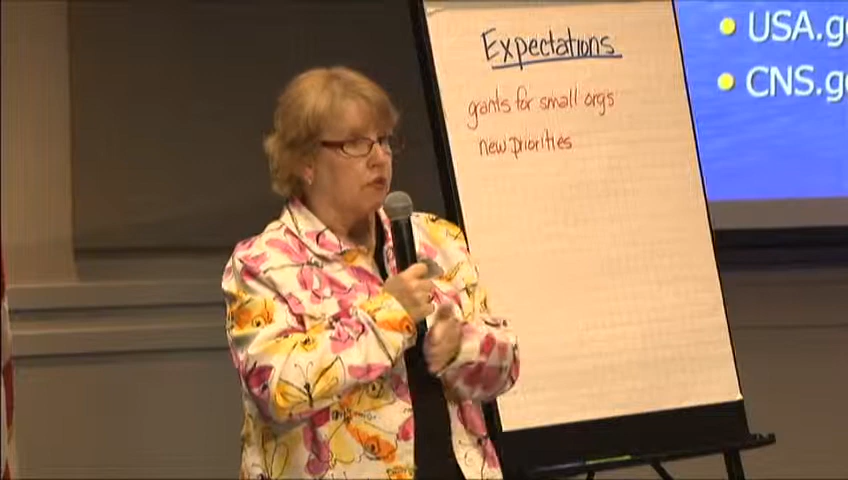 Expectations
grants for small orgs
new priorities
USA.go
CNS.go